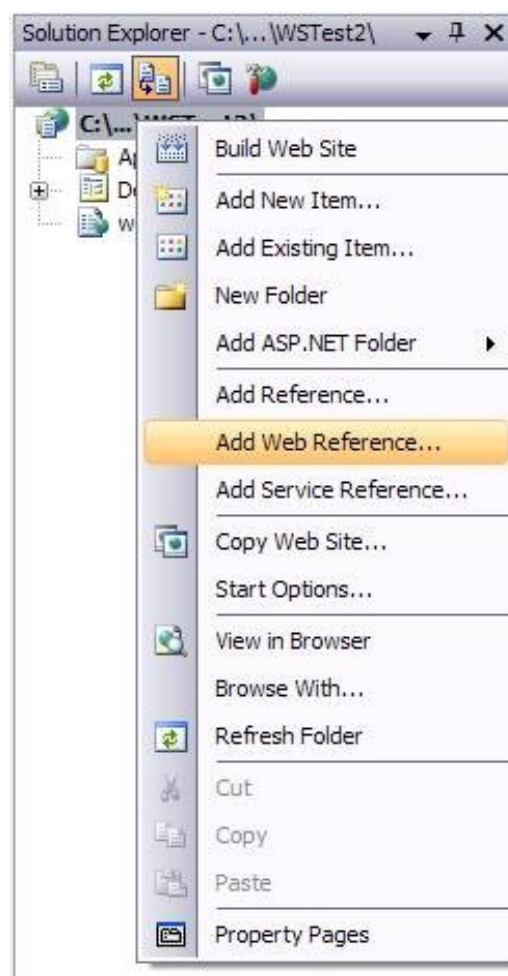 Solution Explorer - C:\...\WSTest2\
Build Web Site
Add New Item...
Add Existing Item...
New Folder
Add ASP.NET Folder
Add Reference...
Add Web Reference...
Add Service Reference...
Copy Web Site...
Start Options...
View in Browser
Browse With...
Refresh Folder
Cut
Copy
Paste
Property Pages